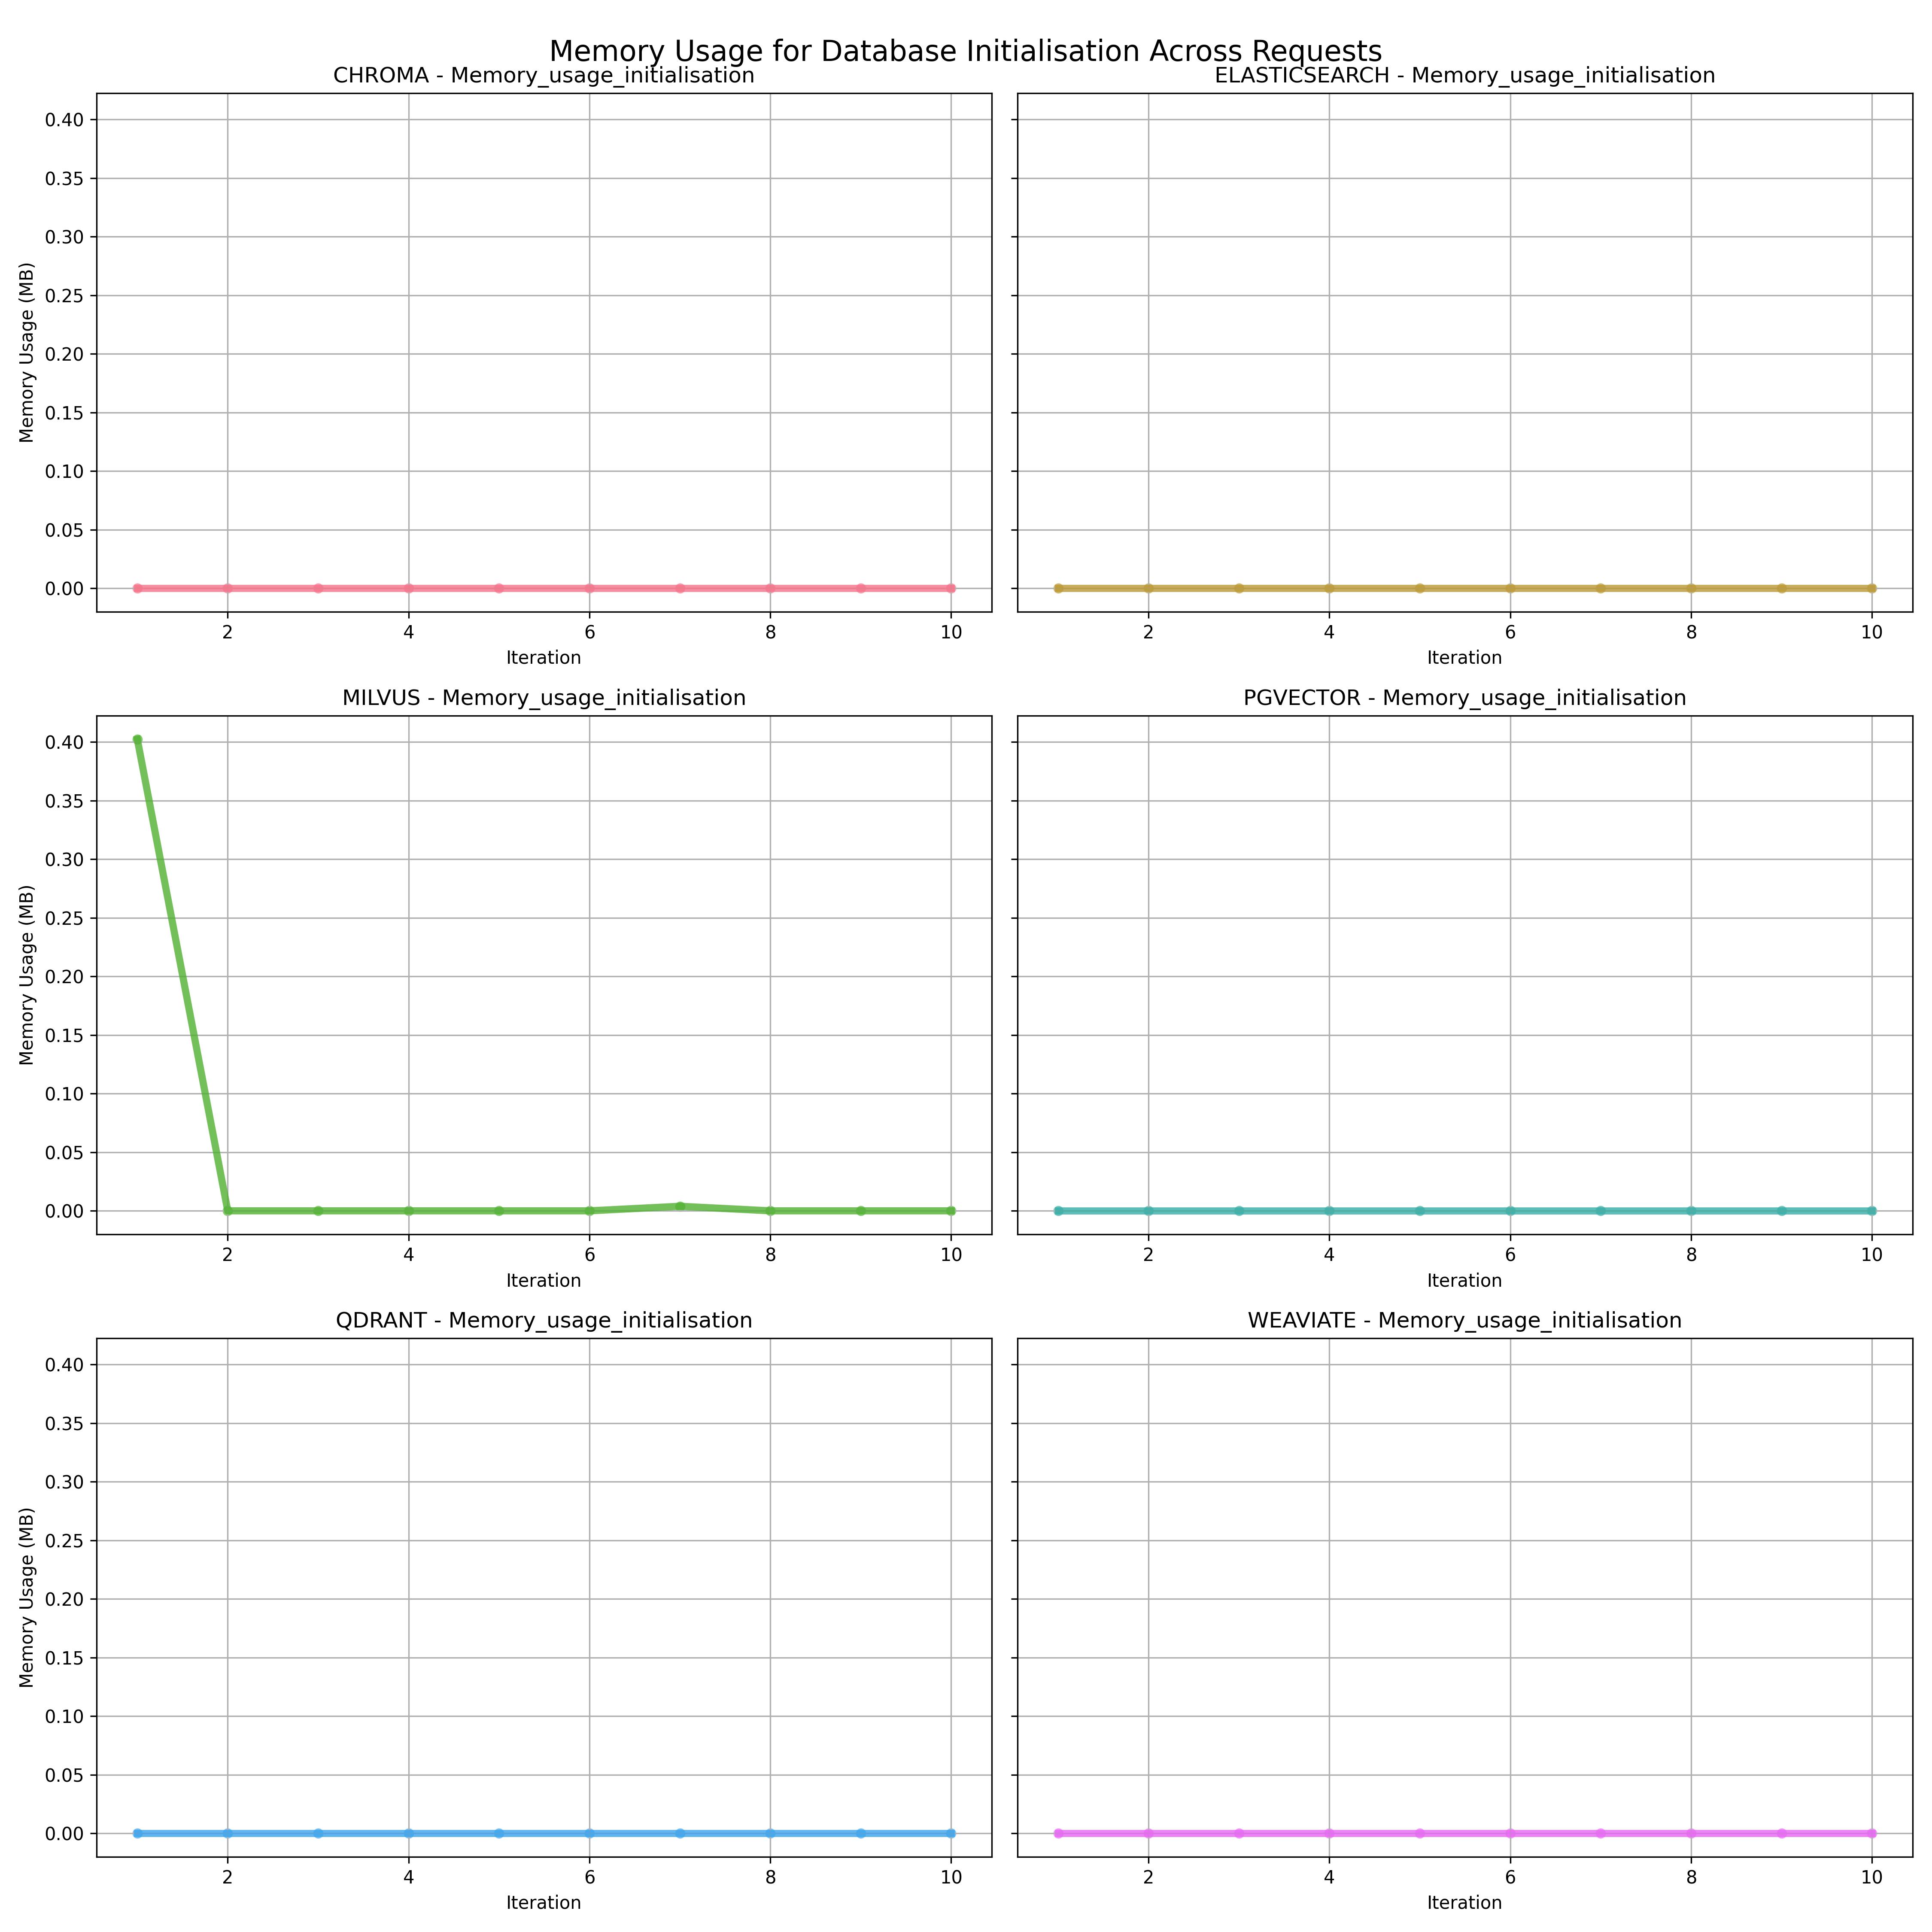 Memory Usage for Database Initialisation Across Requests
CHROMA - Memory_usage_initialisation
Memory Usage (MB)
0.40
0.35
0.30
0.25
0.20
0.15
0.10
0.05
0.00
2 4 6 8 10
Iteration
ELASTICSEARCH - Memory_usage_initialisation
2 4 6 8 10
Iteration
MILVUS - Memory_usage_initialisation
Memory Usage (MB)
0.40
0.35
0.30
0.25
0.20
0.15
0.10
0.05
0.00
2 4 6 8 10
Iteration
PGVECTOR - Memory_usage_initialisation
2 4 6 8 10
Iteration
QDRANT - Memory_usage_initialisation
Memory Usage (MB)
0.40
0.35
0.30
0.25
0.20
0.15
0.10
0.05
0.00
2 4 6 8 10
Iteration
WEAVIATE - Memory_usage_initialisation
2 4 6 8 10
Iteration